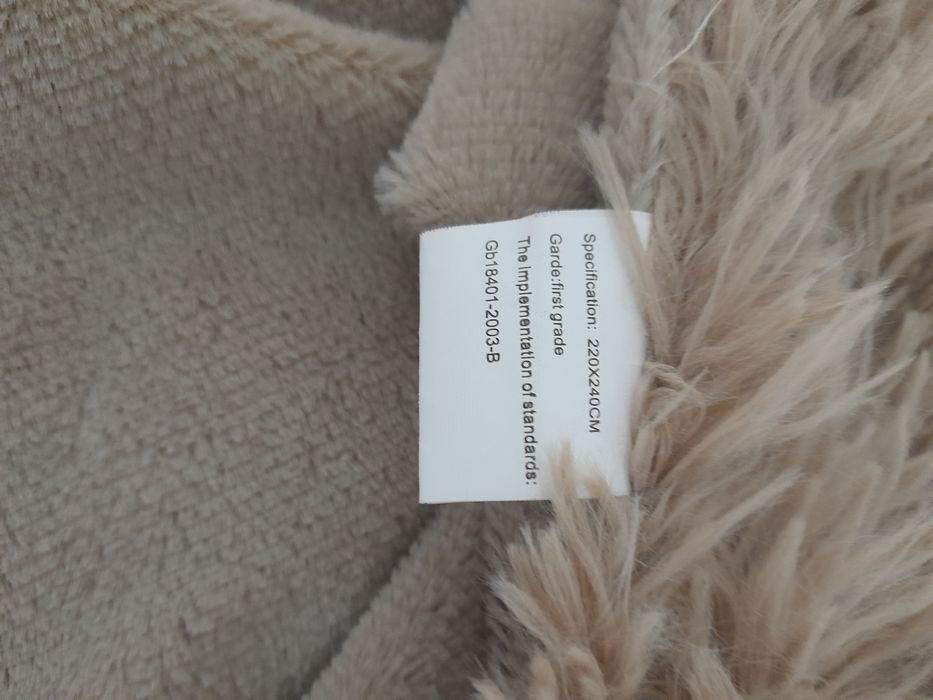 Specification: 220X240CM
Garde:first grade
The Implementation of standards:
Gb18401-2003-B